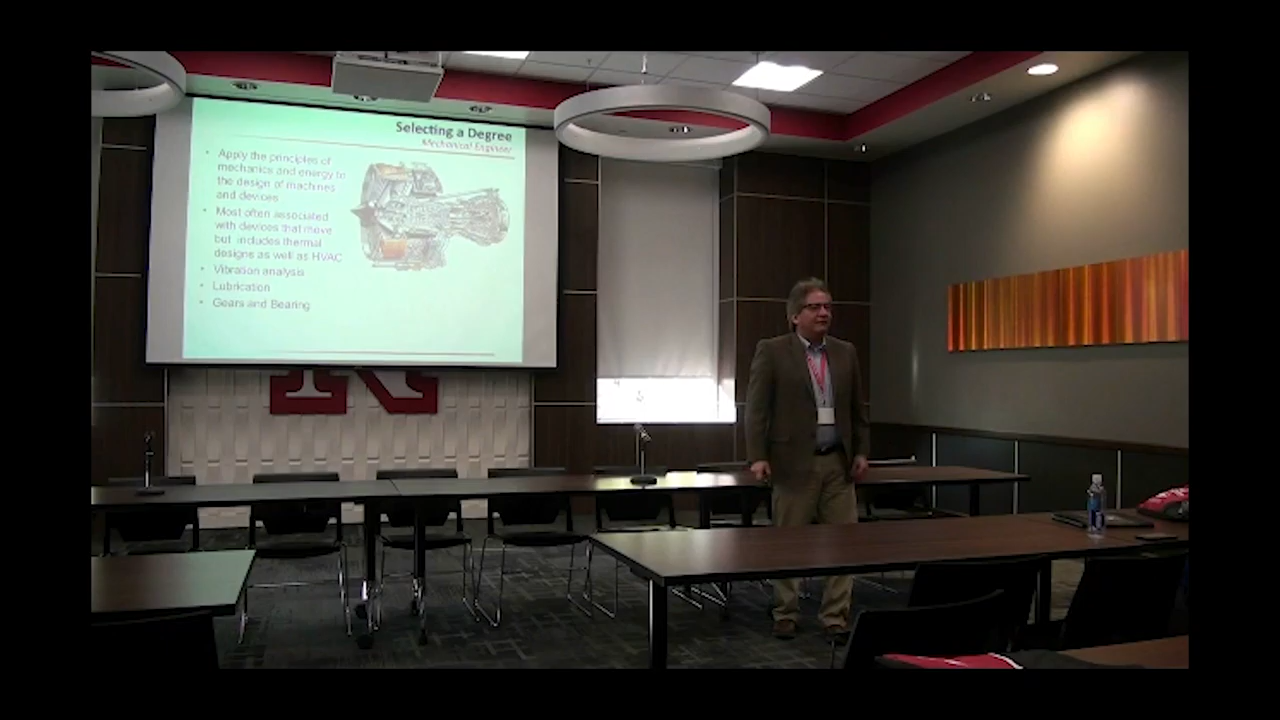 Selecting a Degree
Mechanical Engineer
• Apply the principles of
mechanics and energy to
the design of machines
and devices
• Most often associated
with devices that move
but includes thermal
designs as well as HVAC
• Vibration analysis
• Lubrication
• Gears and Bearing
N